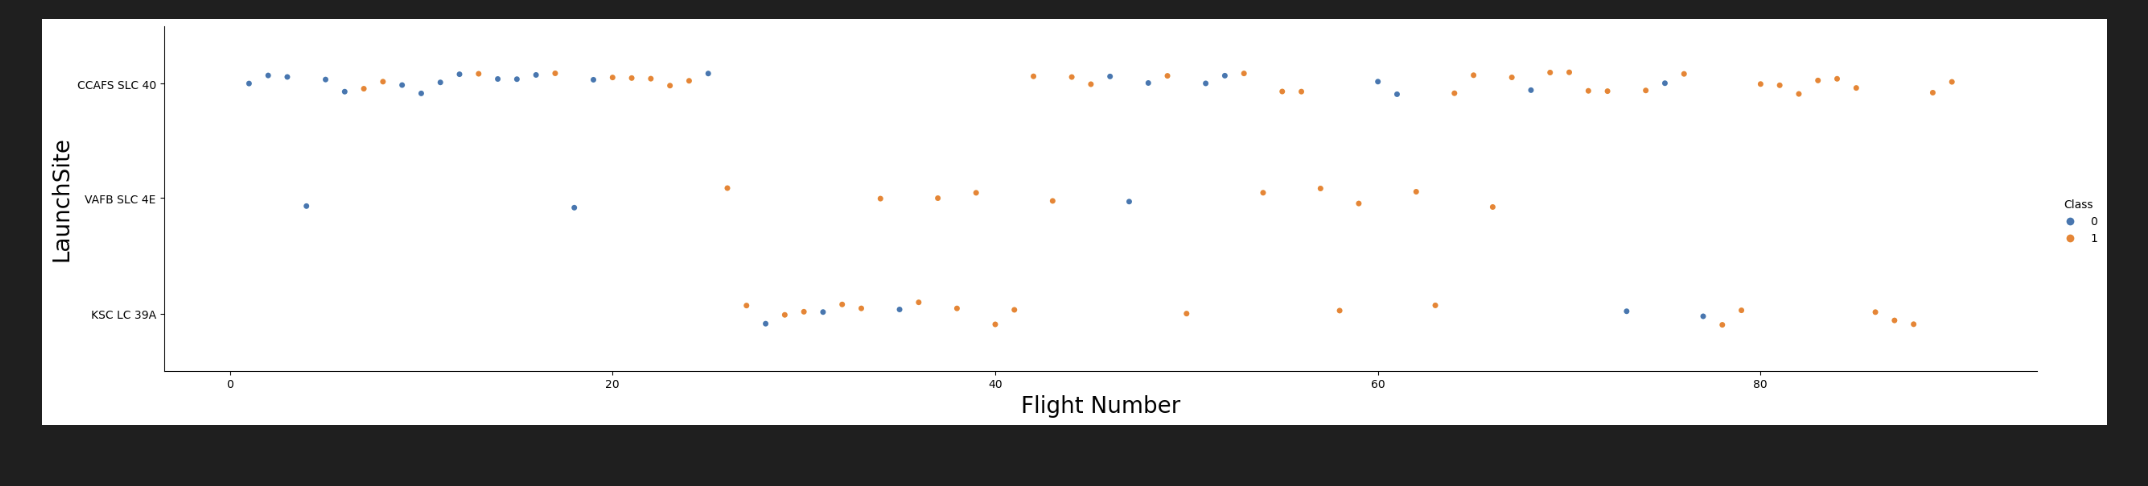 CCAFS SLC 40
VAFB SLC 4E
KSC LC 39A
LaunchSite
0 20 40 60 80
Flight Number
Class
0
1